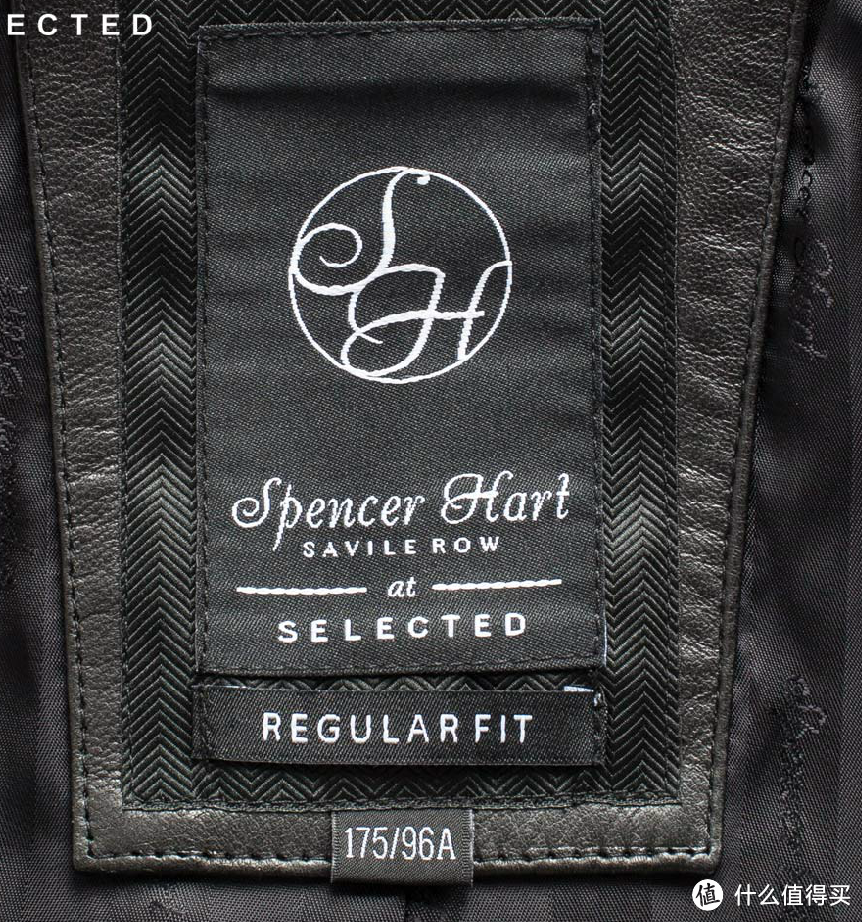 ECTED
SH
Spencer Hart
SAVILE ROW
at
SELECTED
REGULAR FIT
175/96A
值 什么值得买